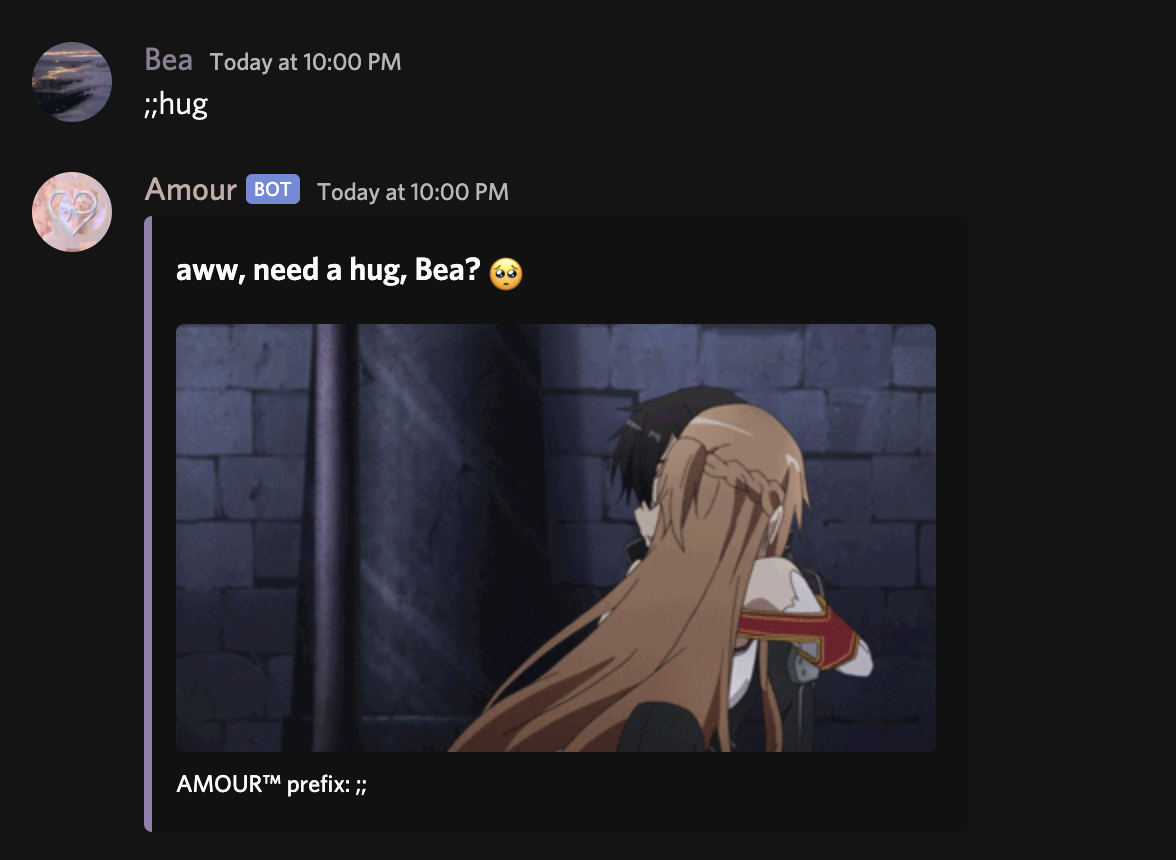 Bea Today at 10:00 PM
;;hug
Amour BOT Today at 10:00 PM
aww, need a hug, Bea? 🥺
AMOUR™ prefix: ;;